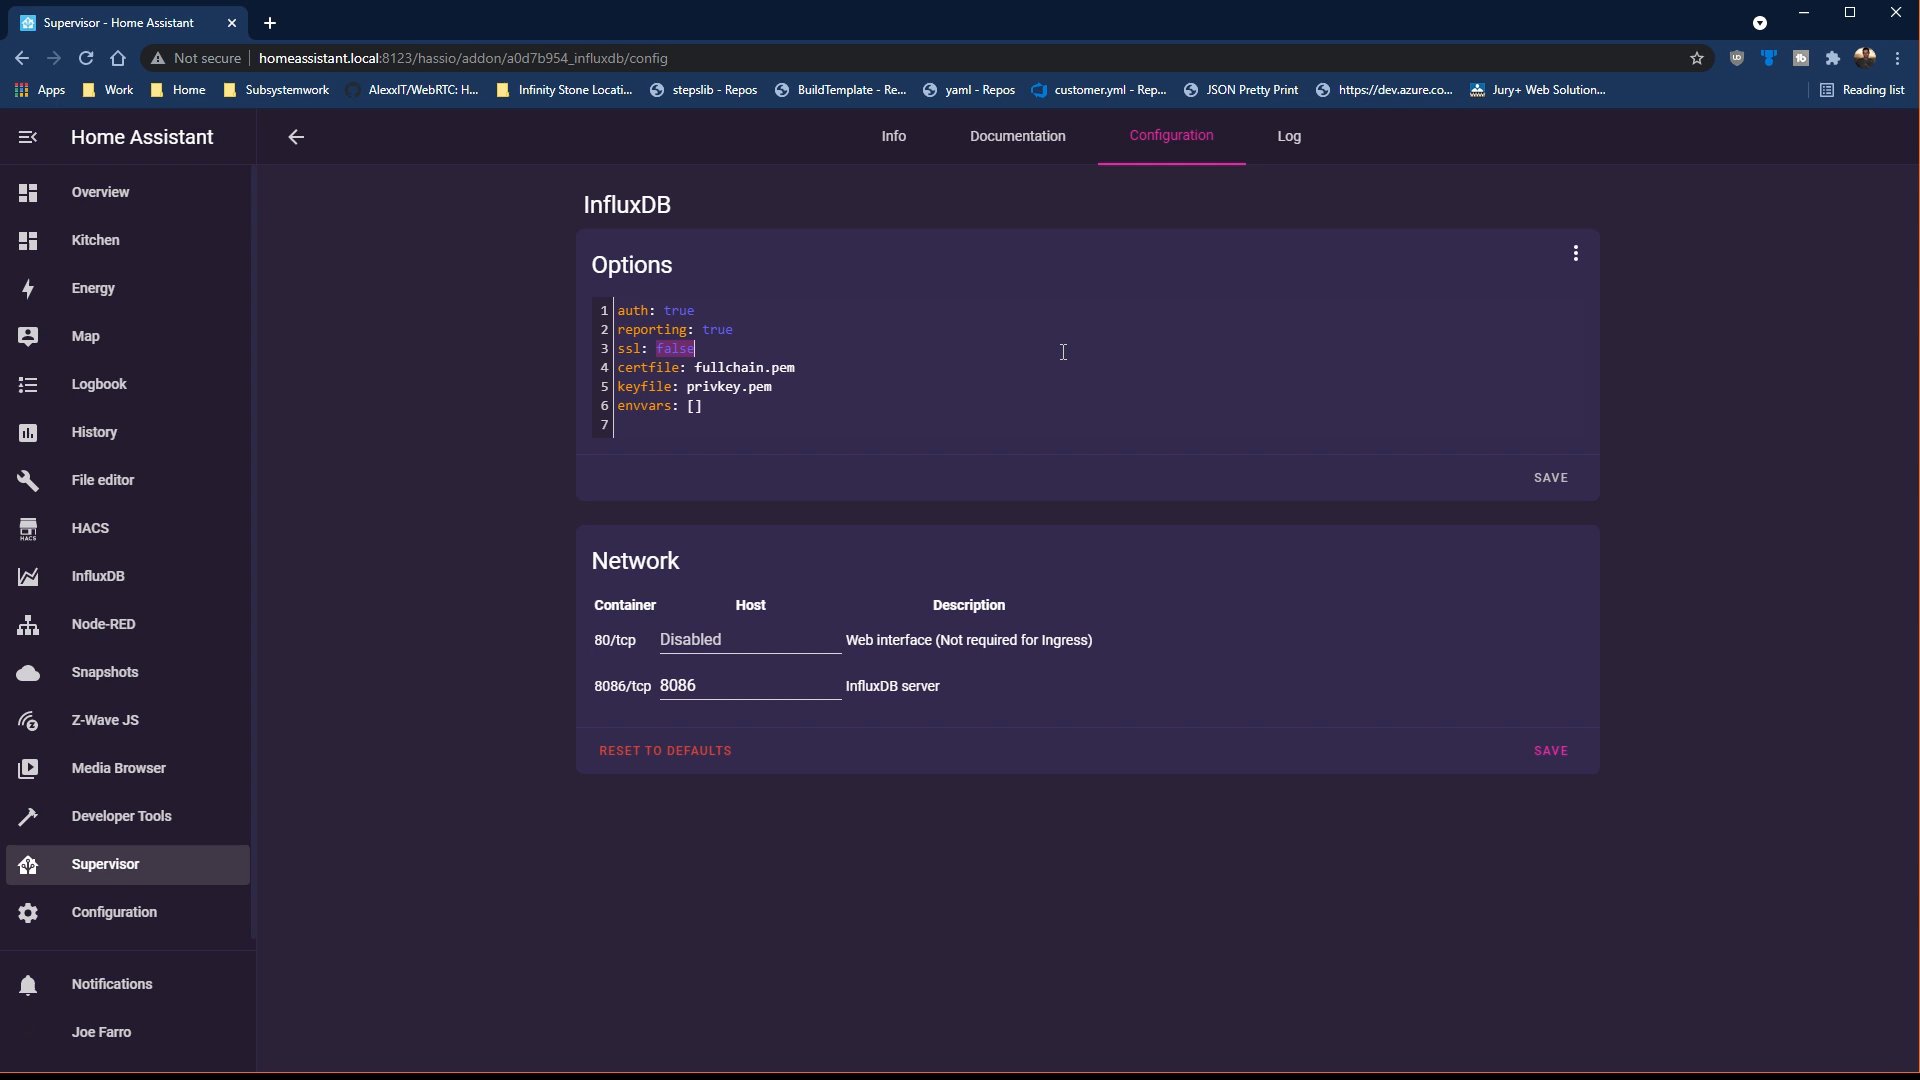 Supervisor - Home Assistant
Not secure
homeassistant.local:8123/hassio/addon/a0d7b954_influxdb/config
Apps
Work
Home
Subsystemwork
AlexxIT/WebRTC: H...
Infinity Stone Locati...
stepslib - Repos
BuildTemplate - Re...
yaml - Repos
customer.yml - Rep...
JSON Pretty Print
https://dev.azure.co...
Jury+ Web Solution...
Reading list
Home Assistant
Info
Documentation
Configuration
Log
Overview
Kitchen
Energy
Map
Logbook
History
File editor
HACS
HACS
InfluxDB
Node-RED
Snapshots
Z-Wave JS
Media Browser
Developer Tools
Supervisor
Configuration
Notifications
Joe Farro
InfluxDB
Options
1 auth: true
2 reporting: true
3 ssl: false
4 certfile: fullchain.pem
5 keyfile: privkey.pem
6 envvars: []
7
SAVE
Network
Container Host Description
80/tcp Disabled Web interface (Not required for Ingress)
8086/tcp 8086 InfluxDB server
RESET TO DEFAULTS
SAVE